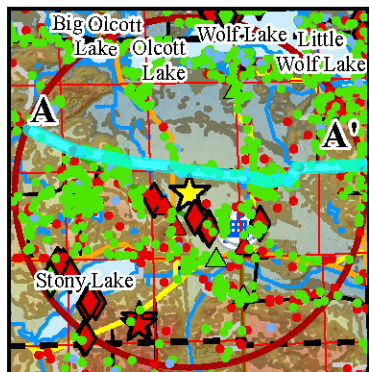 Big Olcott
Lake
Olcott
Lake
Wolf Lake
Little
Wolf Lake
A
A'
Stony Lake